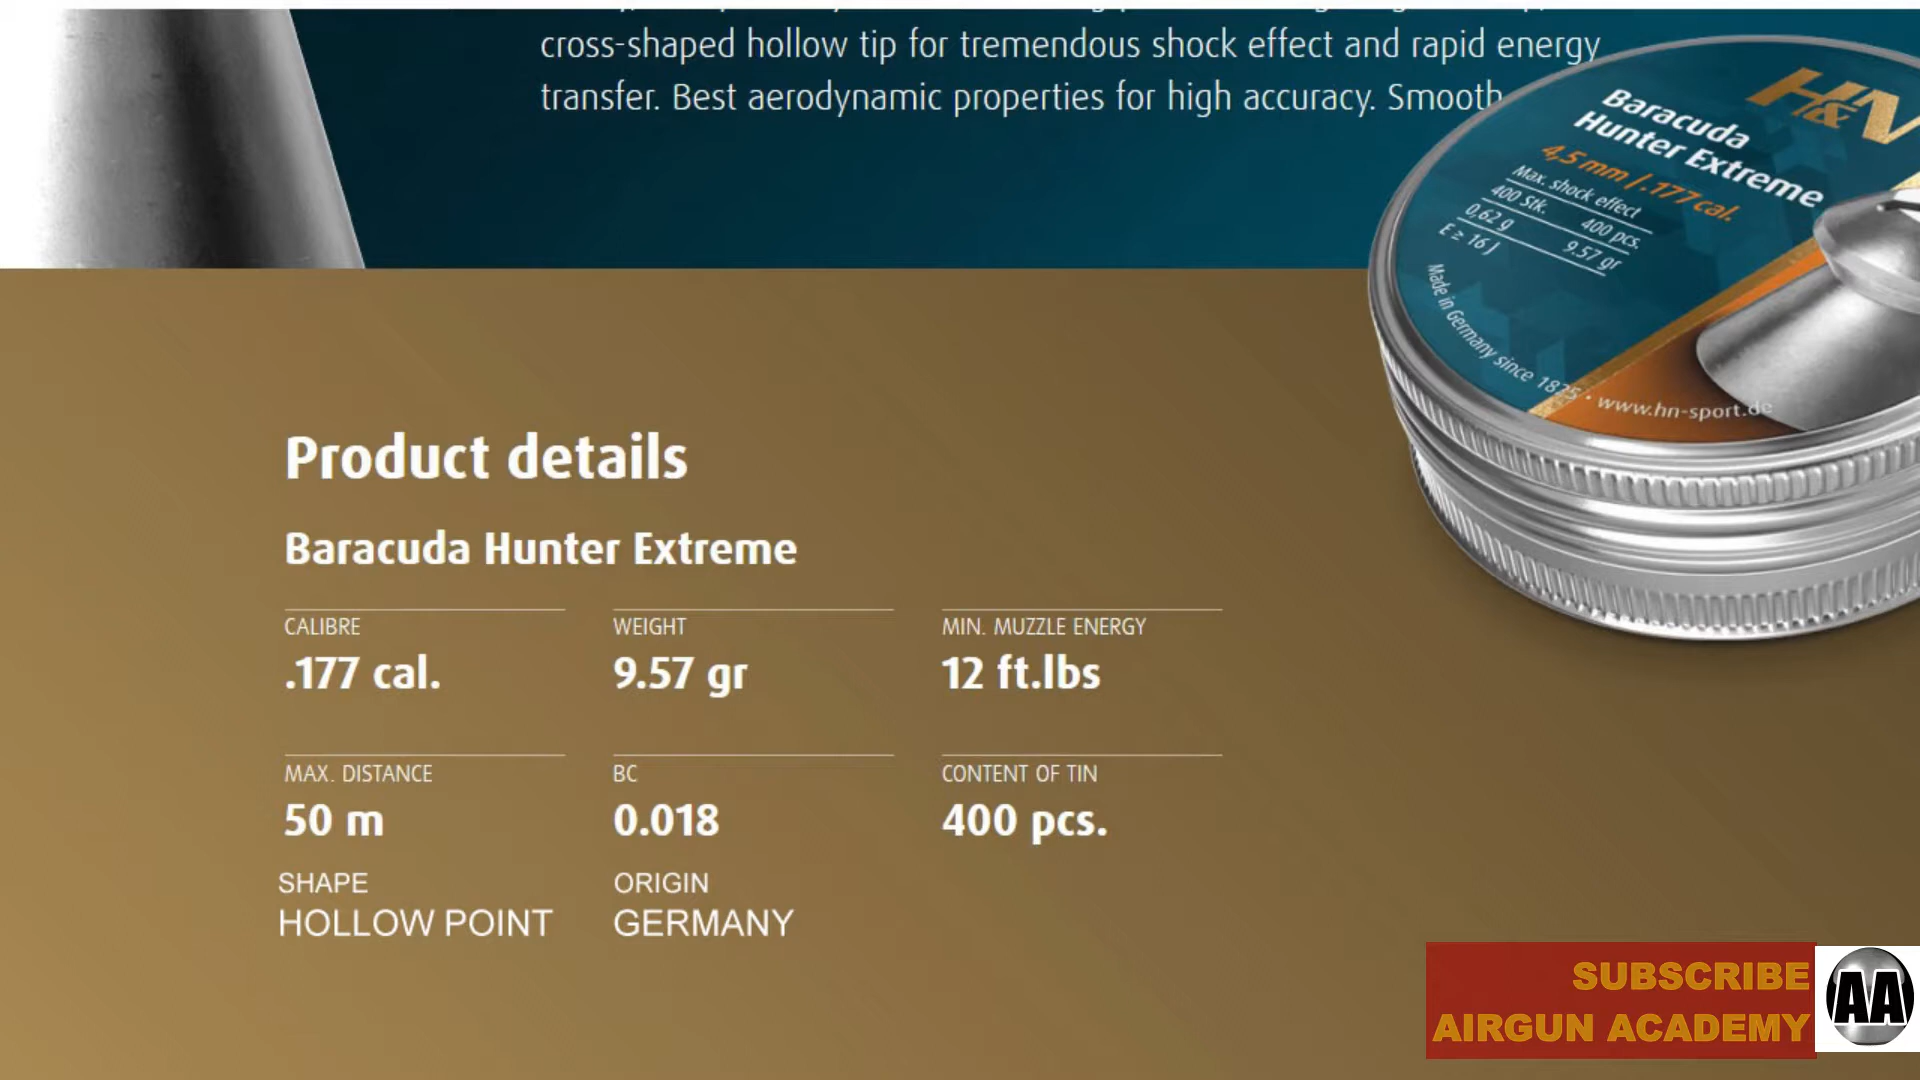 cross-shaped hollow tip for tremendous shock effect and rapid energy
transfer. Best aerodynamic properties for high accuracy. Smooth
H&N
Baracuda
Hunter Extreme
4,5 mm | .177 cal.
Max. shock effect
400 Stk. 400 pcs.
0,62 g 9.57 gr
E ≥ 16 J
Made in Germany since 1825 • www.hn-sport.de
Product details
Baracuda Hunter Extreme
CALIBRE WEIGHT MIN. MUZZLE ENERGY
.177 cal. 9.57 gr 12 ft.lbs
MAX. DISTANCE BC CONTENT OF TIN
50 m 0.018 400 pcs.
SHAPE ORIGIN
HOLLOW POINT GERMANY
SUBSCRIBE
AIRGUN ACADEMY
AA